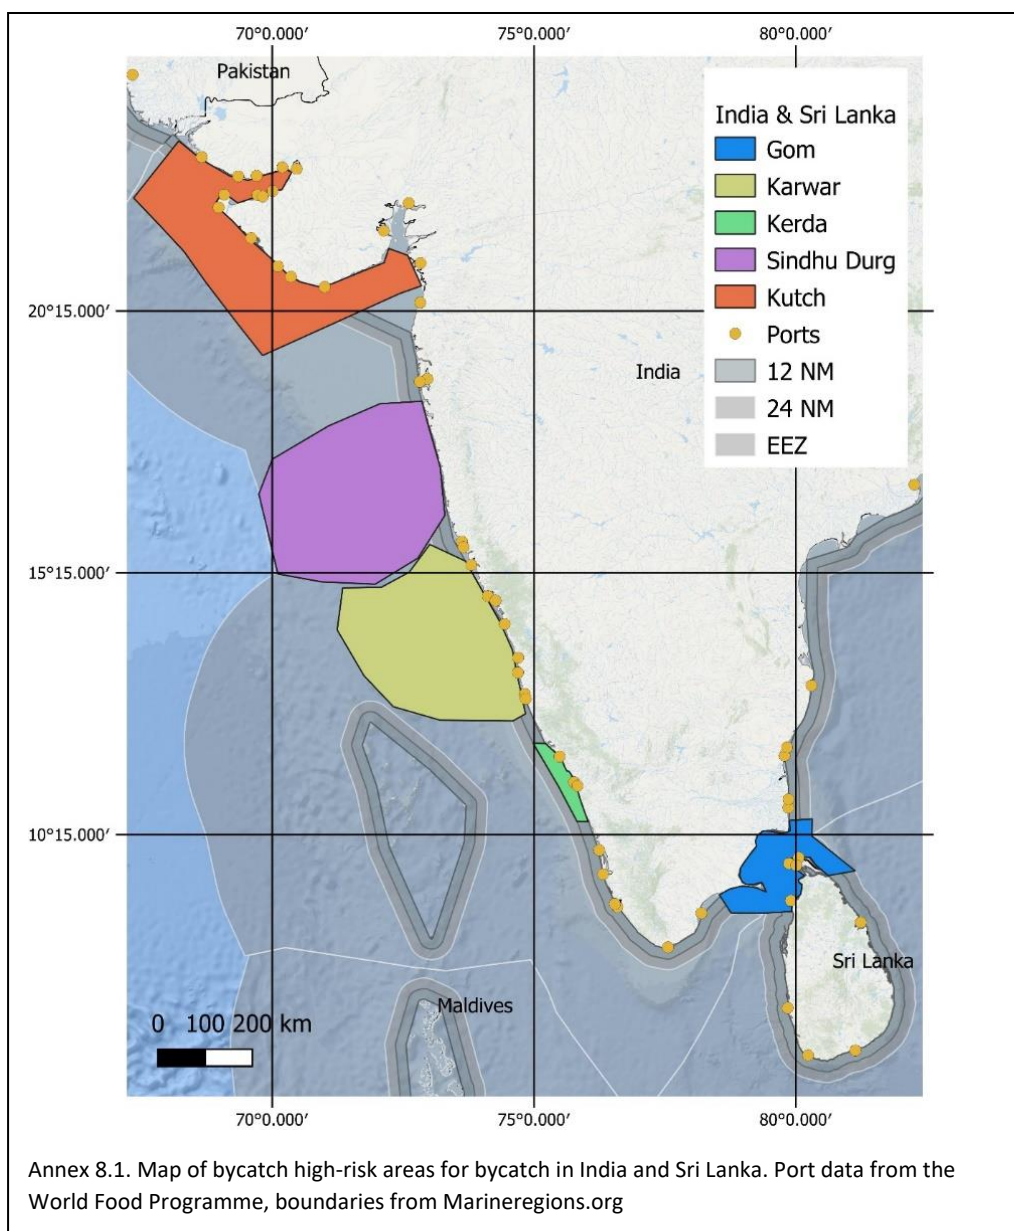 70°0.000′ 75°0.000′ 80°0.000′
Pakistan
India & Sri Lanka
Gom
Karwar
Kerda
Sindhu Durg
Kutch
Ports
12 NM
24 NM
EEZ
20°15.000′
India
15°15.000′
10°15.000′
Sri Lanka
Maldives
0 100 200 km
70°0.000′ 75°0.000′ 80°0.000′
Annex 8.1. Map of bycatch high-risk areas for bycatch in India and Sri Lanka. Port data from the
World Food Programme, boundaries from Marineregions.org